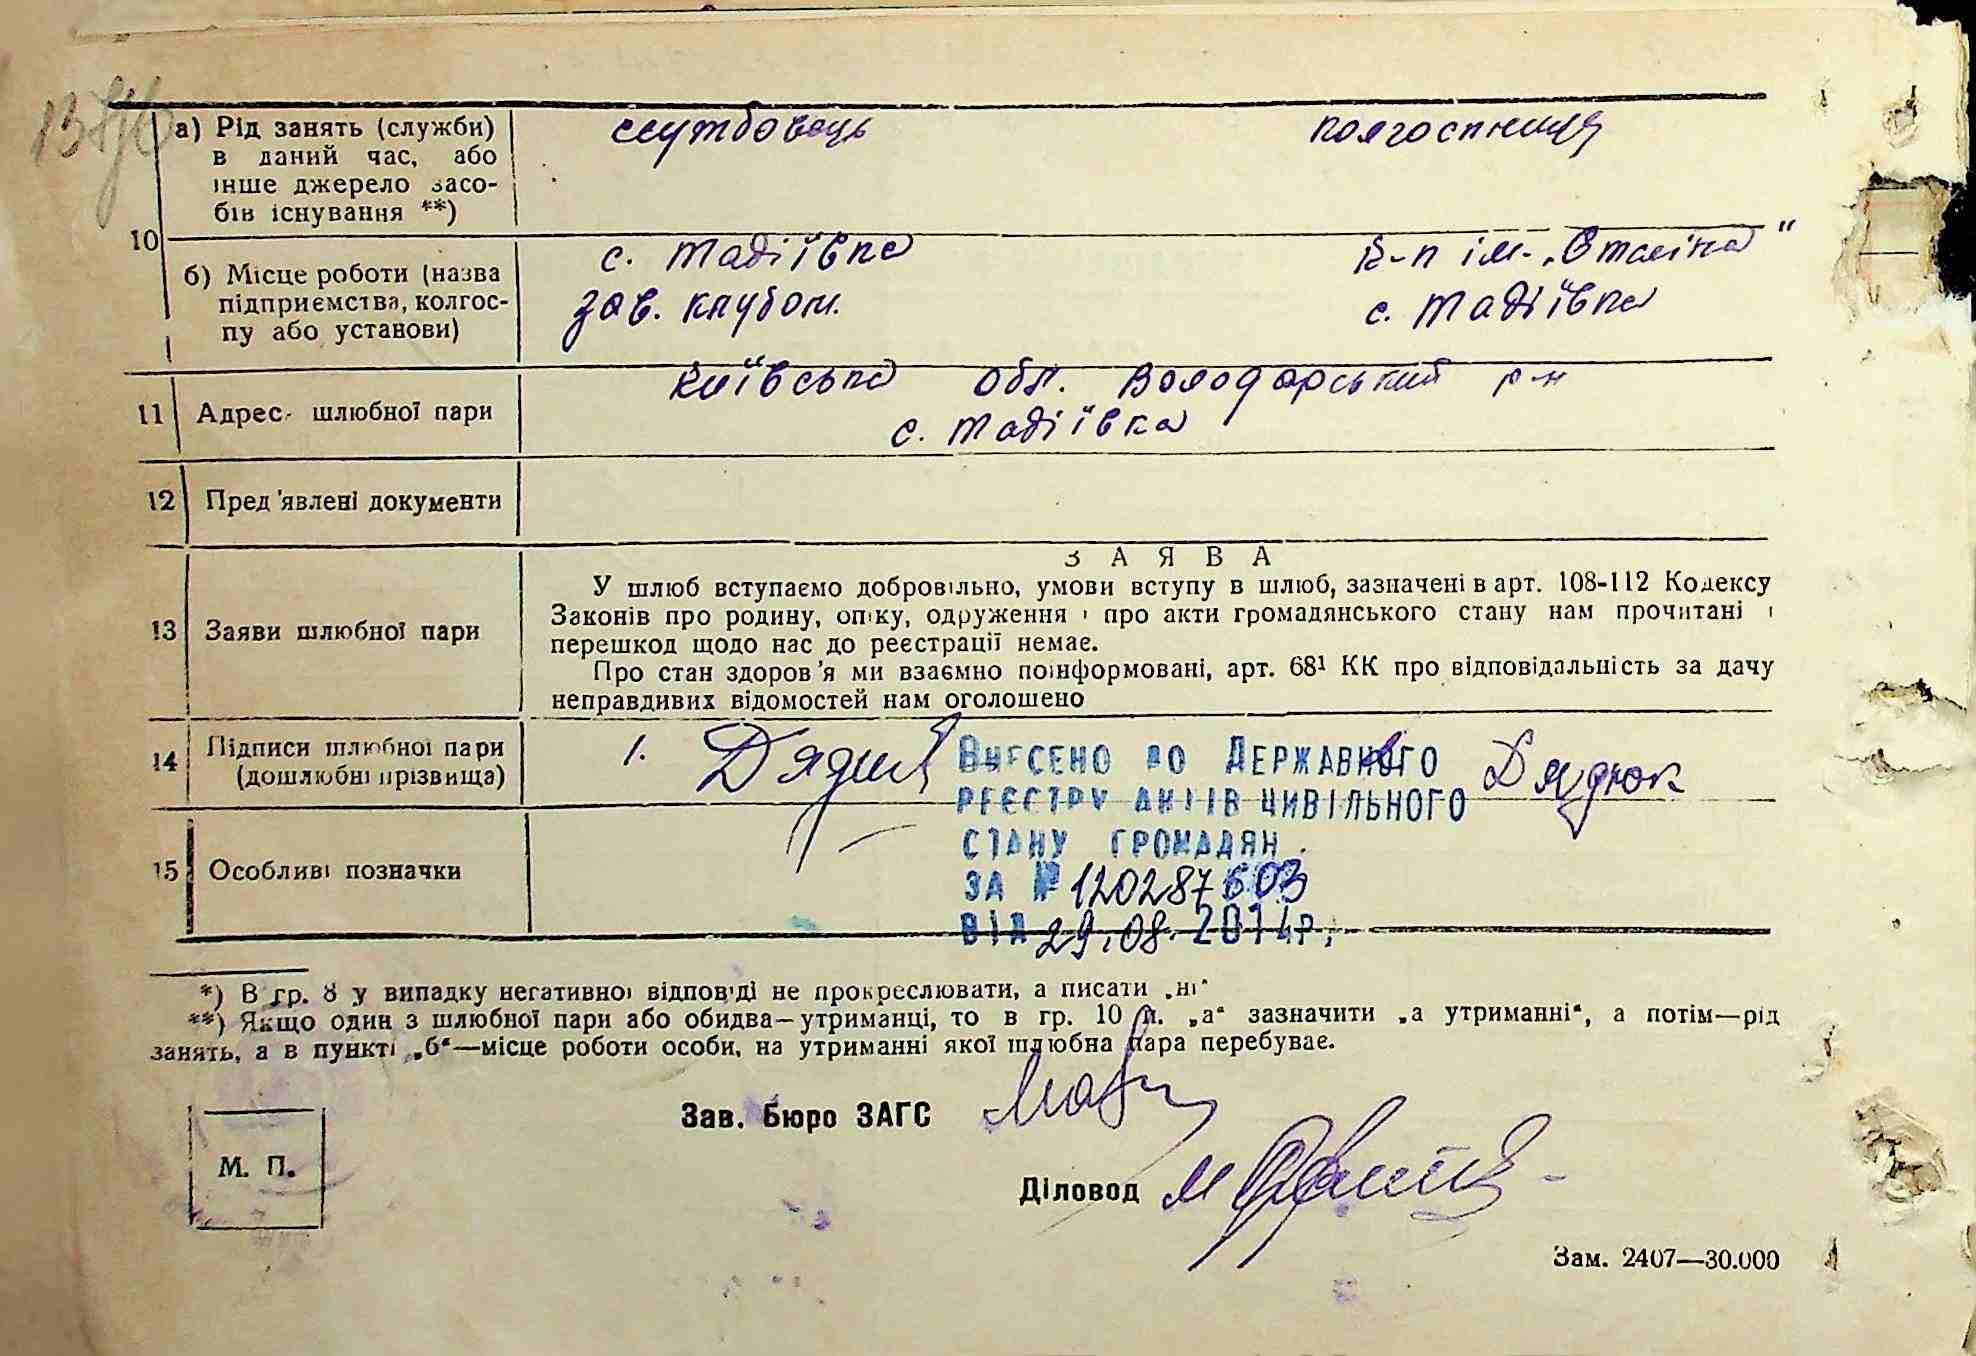 а) Рід занять (служби) в даний час, або інше джерело засобів існування **)
службовець
колгоспниця
10
б) Місце роботи (назва підприємства, колгоспу або установи)
с. Тадіївка
зав. клубом.
к-п ім. „Сталіна"
с. Тадіївка
11 Адрес шлюбної пари
Київська обл. Володарський р-н
с. Тадіївка
12 Пред'явлені документи
13 Заяви шлюбної пари
ЗАЯВА
У шлюб вступаємо добровільно, умови вступу в шлюб, зазначені в арт. 108-112 Кодексу
Законів про родину, опіку, одруження і про акти громадянського стану нам прочитані і
перешкод щодо нас до реєстрації немає.
Про стан здоров'я ми взаємно поінформовані, арт. 68¹ КК про відповідальність за дачу
неправдивих відомостей нам оголошено
14 Підписи шлюбної пари
(дошлюбні прізвища)
1.
Дядюк
Внесено до Державного
реєстру актів цивільного
стану громадян
за № 120287603
від 29.08.2014р.
15 Особливі позначки
*) В гр. 8 у випадку негативної відповіді не прокреслювати, а писати „ні"
**) Якщо один з шлюбної пари або обидва—утриманці, то в гр. 10 п. „а" зазначити „а утриманні", а потім—рід
занять, а в пункті „б"—місце роботи особи, на утриманні якої шлюбна пара перебуває.
Зав. Бюро ЗАГС
М. П.
Діловод
Зам. 2407—30.000